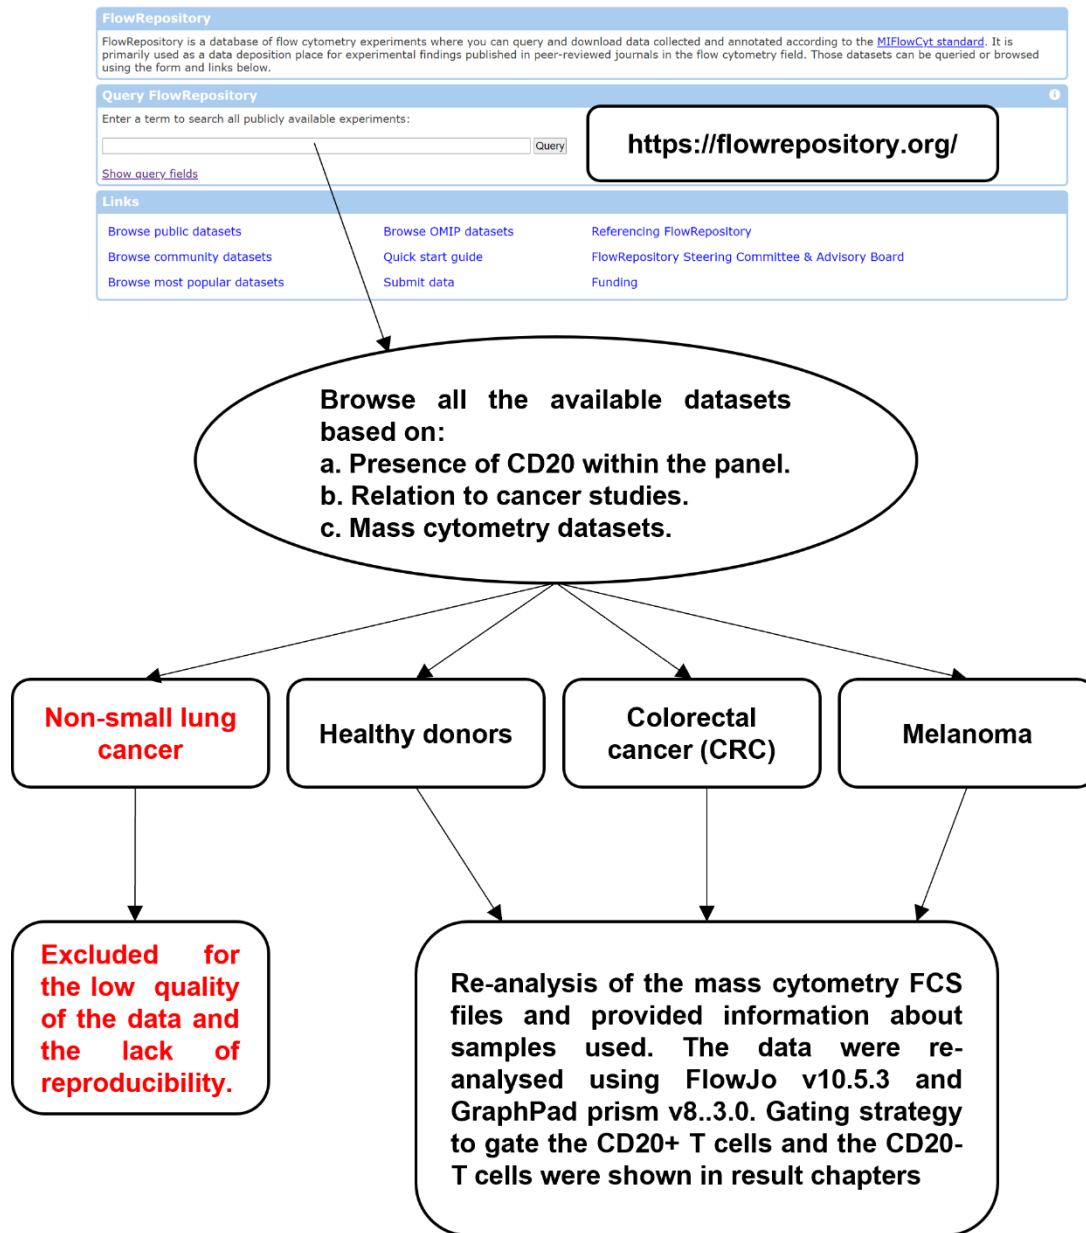 FlowRepository
FlowRepository is a database of flow cytometry experiments where you can query and download data collected and annotated according to the MIFlowCyt standard. It is
primarily used as a data deposition place for experimental findings published in peer-reviewed journals in the flow cytometry field. Those datasets can be queried or browsed
using the form and links below.
Query FlowRepository
Enter a term to search all publicly available experiments:
Query
https://flowrepository.org/
Show query fields
Links
Browse public datasets
Browse OMIP datasets
Referencing FlowRepository
Browse community datasets
Quick start guide
FlowRepository Steering Committee & Advisory Board
Browse most popular datasets
Submit data
Funding
Browse all the available datasets
based on:
a. Presence of CD20 within the panel.
b. Relation to cancer studies.
c. Mass cytometry datasets.
Non-small lung
cancer
Healthy donors
Colorectal
cancer (CRC)
Melanoma
Excluded for
the low quality
of the data and
the lack of
reproducibility.
Re-analysis of the mass cytometry FCS
files and provided information about
samples used. The data were re-
analysed using FlowJo v10.5.3 and
GraphPad prism v8..3.0. Gating strategy
to gate the CD20+ T cells and the CD20-
T cells were shown in result chapters